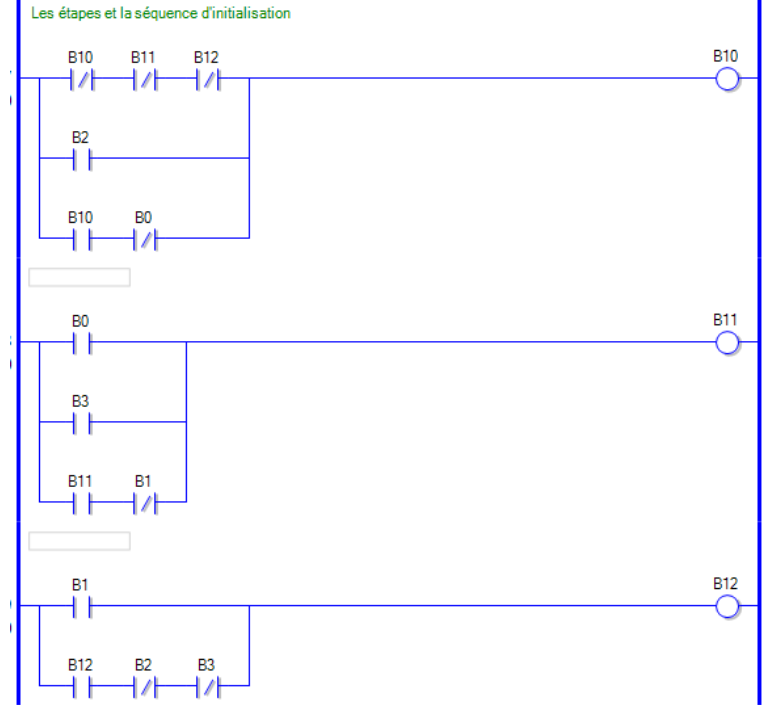 Les étapes et la séquence d'initialisation
B10 B11 B12 B10
B2
B10 B0
B0 B11
B3
B11 B1
B1 B12
B12 B2 B3